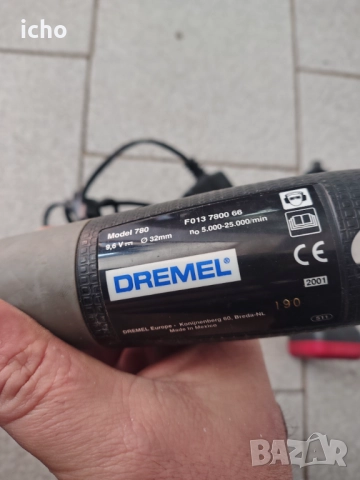 icho
F013 7800 66
Model 780
9,6 V Ø 32mm
no 5.000-25.000/min
DREMEL®
CE
2001
190
DREMEL Europe - Konijnenberg 60, Breda-NL
Made in Mexico
BAZAR